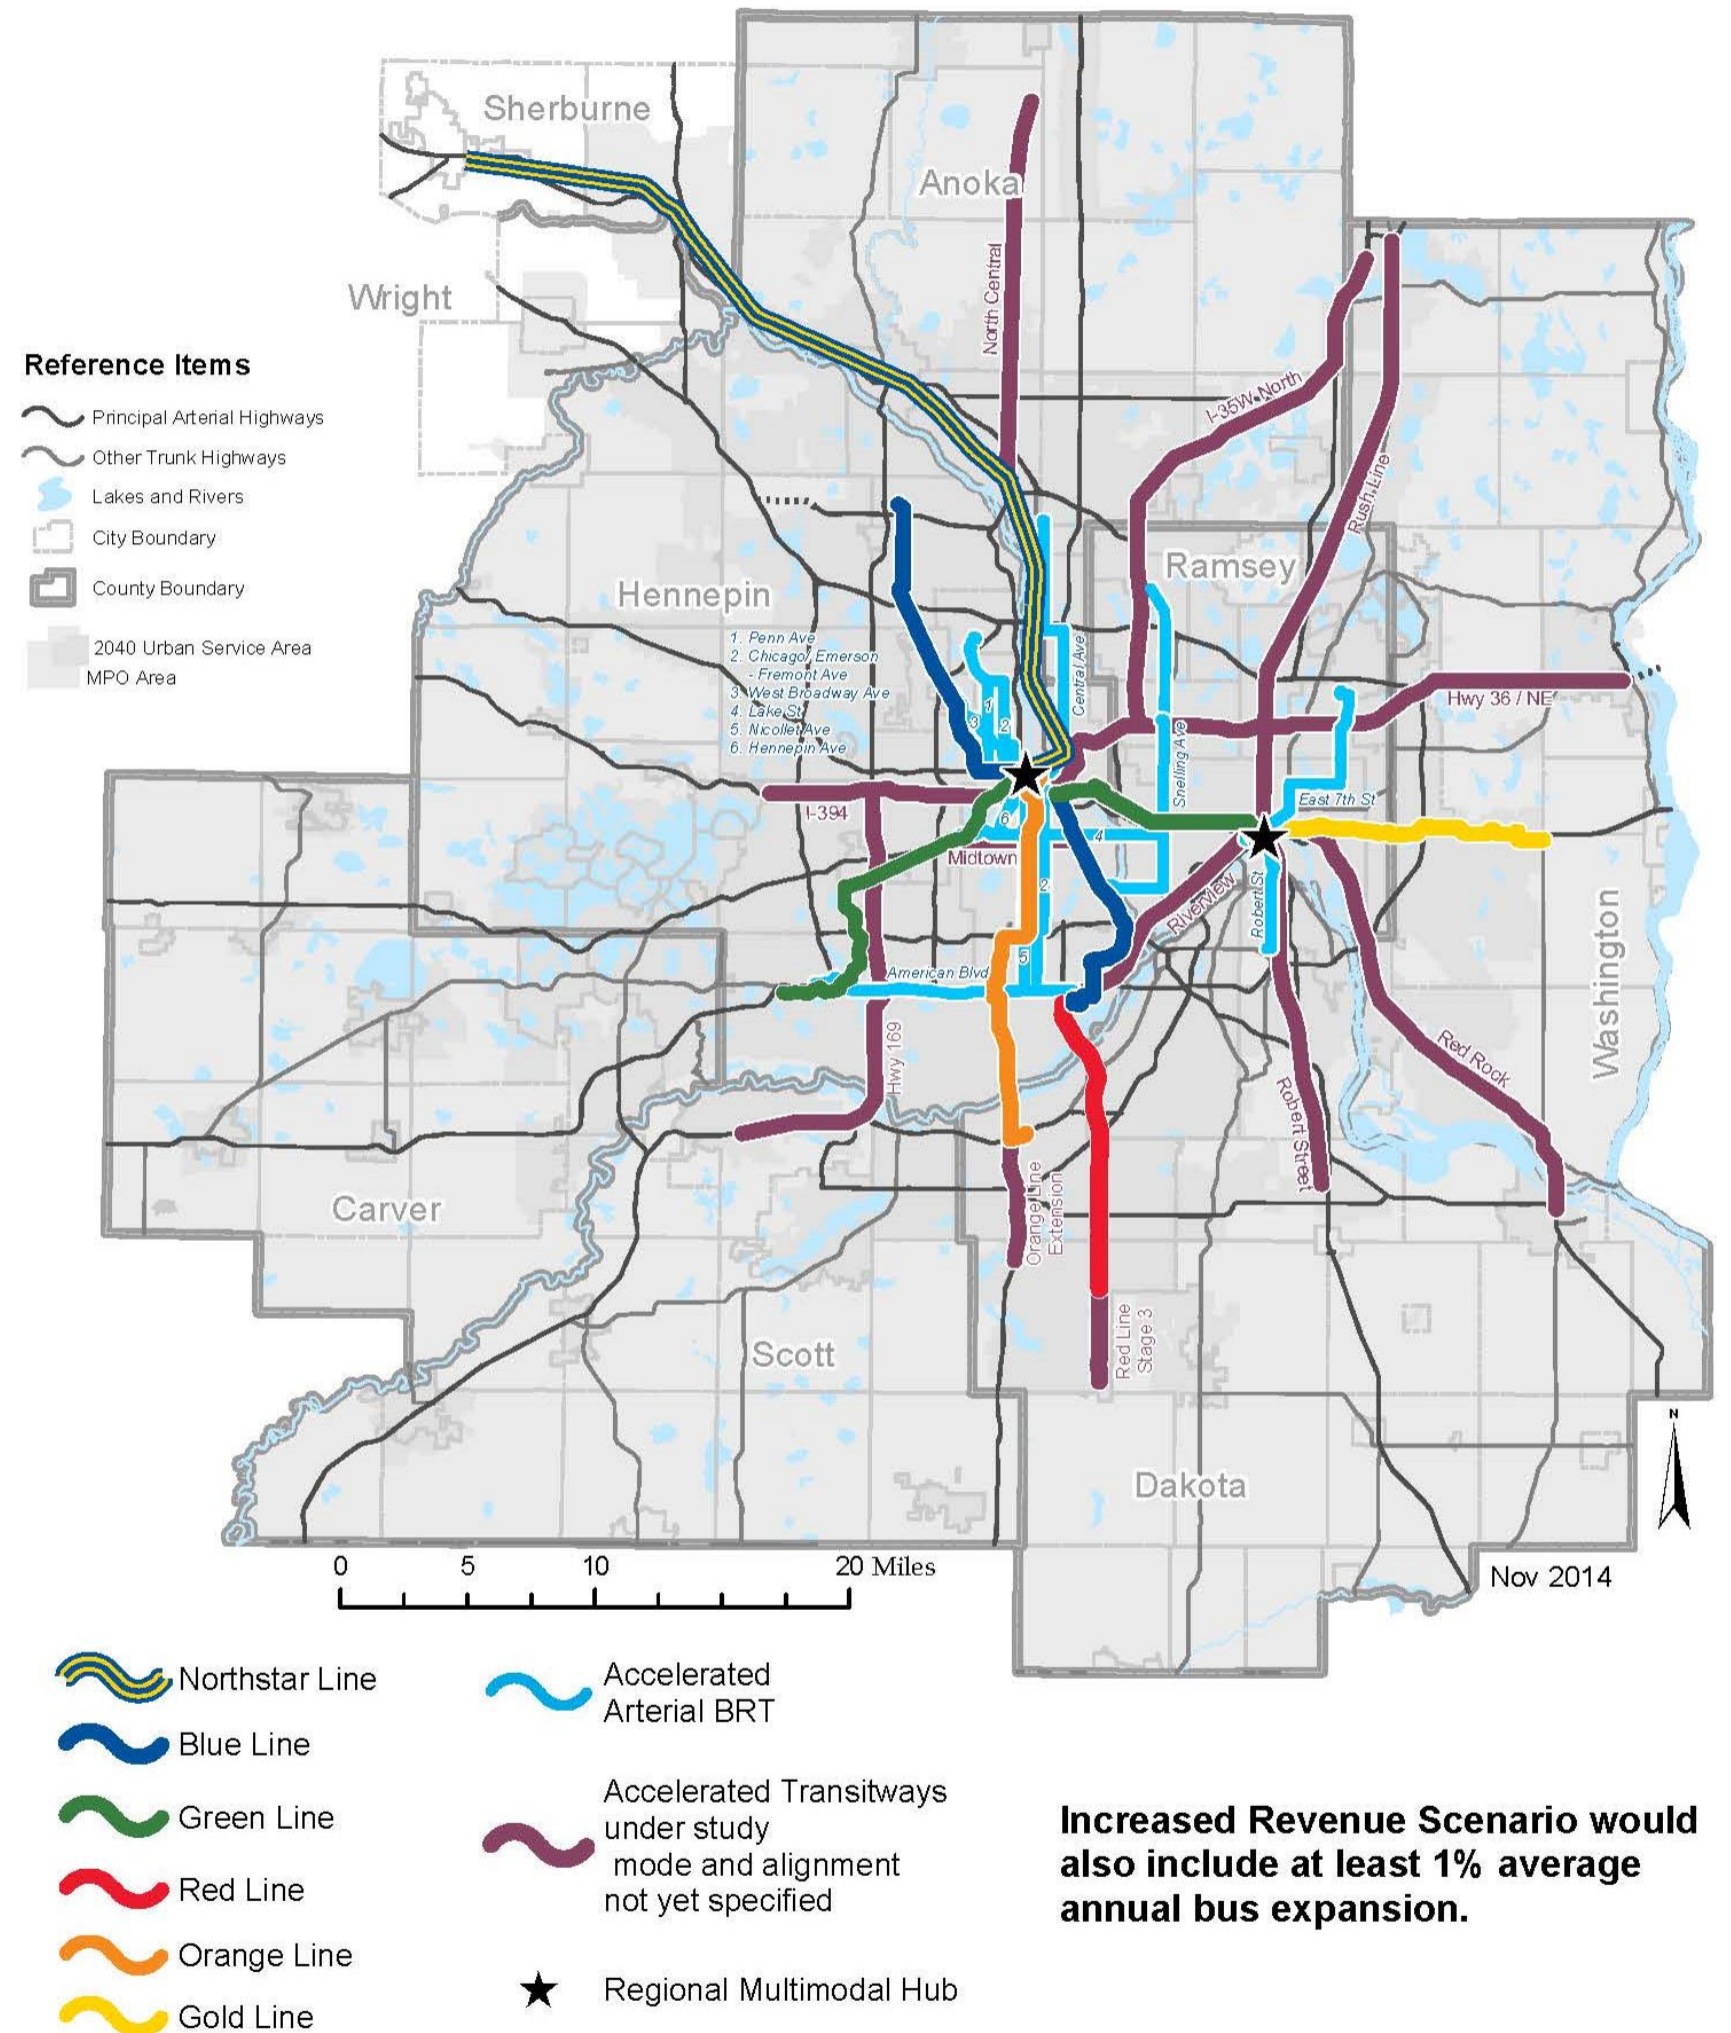 Sherburne
Anoka
Wright
North Central
Reference Items
Principal Arterial Highways
Other Trunk Highways
Lakes and Rivers
City Boundary
County Boundary
2040 Urban Service Area
MPO Area
I-35W North
Rush Line
Ramsey
Hennepin
1. Penn Ave
2. Chicago/ Emerson
- Fremont Ave
3. West Broadway Ave
4. Lake St
5. Nicollet Ave
6. Hennepin Ave
Central Ave
1
2
3
Hwy 36 / NE
Snelling Ave
I-394
6
4
East 7th St
Midtown
2
Riverview
Robert St
5
American Blvd
Washington
Hwy 169
Red Rock
Robert Street
Orange Line
Extension
Carver
Red Line
Stage 3
Scott
Dakota
N
0 5 10 20 Miles
Nov 2014
Northstar Line
Blue Line
Green Line
Red Line
Orange Line
Gold Line
Accelerated
Arterial BRT
Accelerated Transitways
under study
mode and alignment
not yet specified
Regional Multimodal Hub
Increased Revenue Scenario would
also include at least 1% average
annual bus expansion.